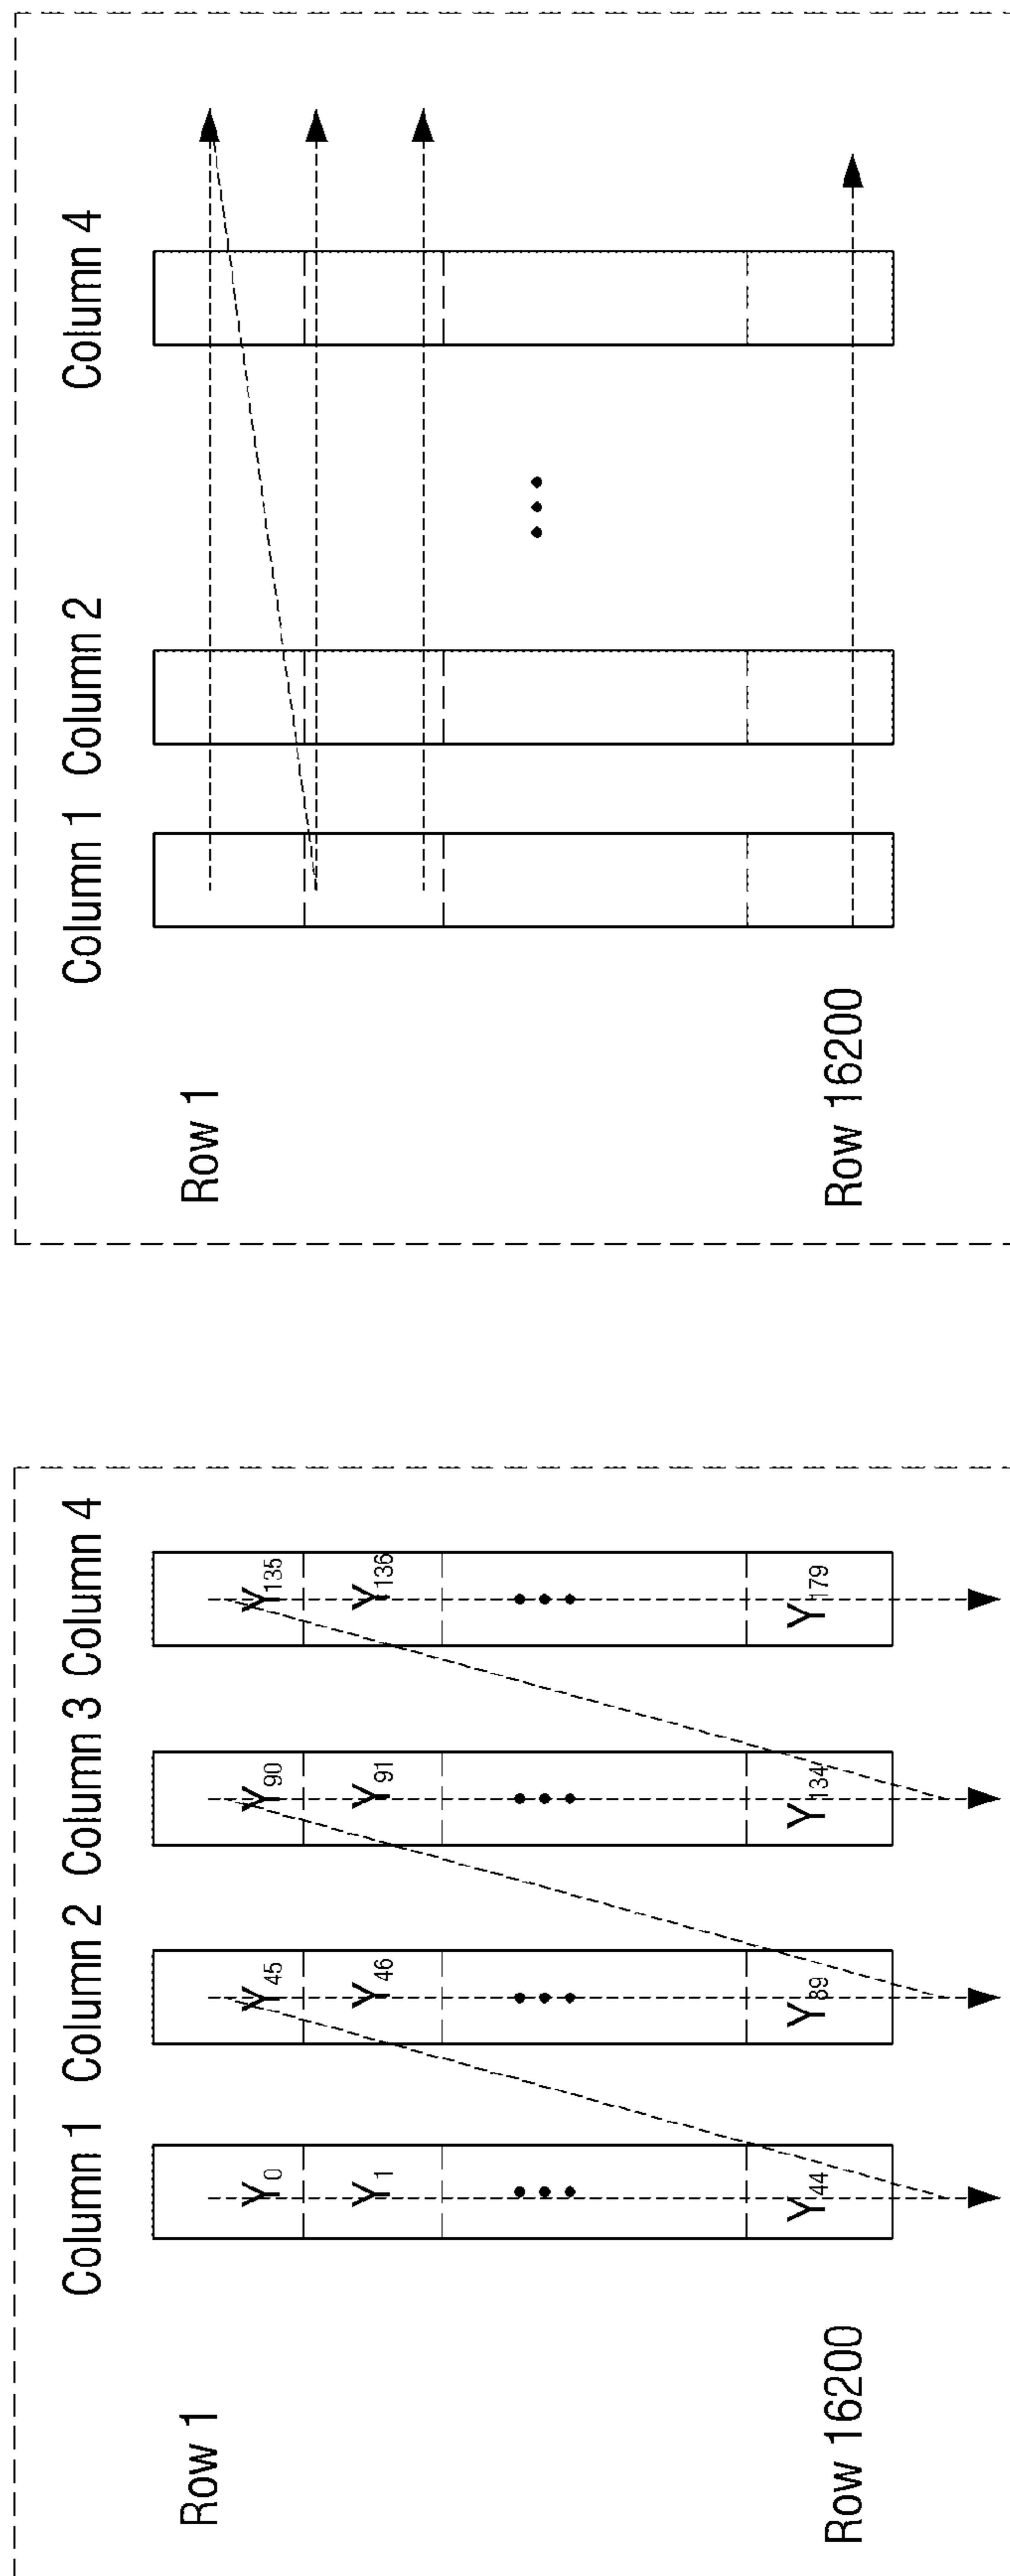 Column 1 Column 2 Column 3 Column 4
Row 1
Y0 Y45 Y90 Y135
Y1 Y46 Y91 Y136
Row 16200
Y44 Y89 Y134 Y179
Column 1 Column 2 Column 4
Row 1
Row 16200